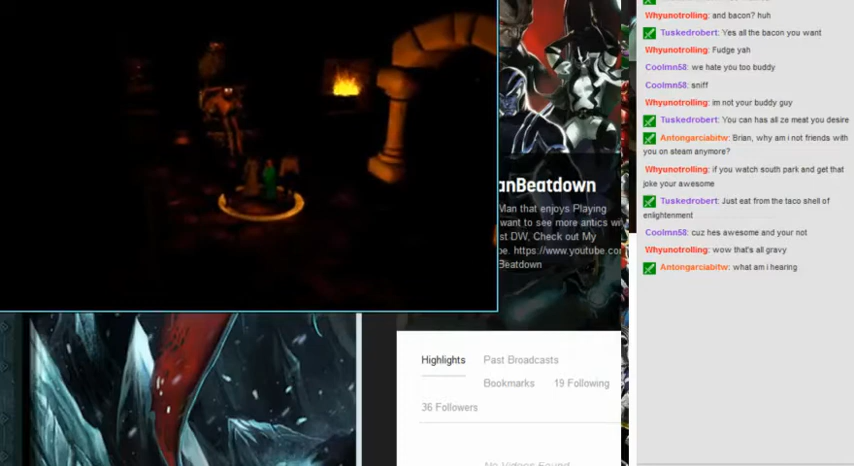 anBeatdown
Man that enjoys Playing
want to see more antics wi
st DW, Check out My
be. https://www.youtube.com
Beatdown
Highlights
Past Broadcasts
Bookmarks
19 Following
36 Followers
No Videos Found
Whyunotrolling: and bacon? huh
Tuskedrobert: Yes all the bacon you want
Whyunotrolling: Fudge yah
Coolmn58: we hate you too buddy
Coolmn58: sniff
Whyunotrolling: im not your buddy guy
Tuskedrobert: You can has all ze meat you desire
Antongarciabitw: Brian, why am i not friends with
you on steam anymore?
Whyunotrolling: if you watch south park and get that
joke your awesome
Tuskedrobert: Just eat from the taco shell of
enlightenment
Coolmn58: cuz hes awesome and your not
Whyunotrolling: wow that's all gravy
Antongarciabitw: what am i hearing